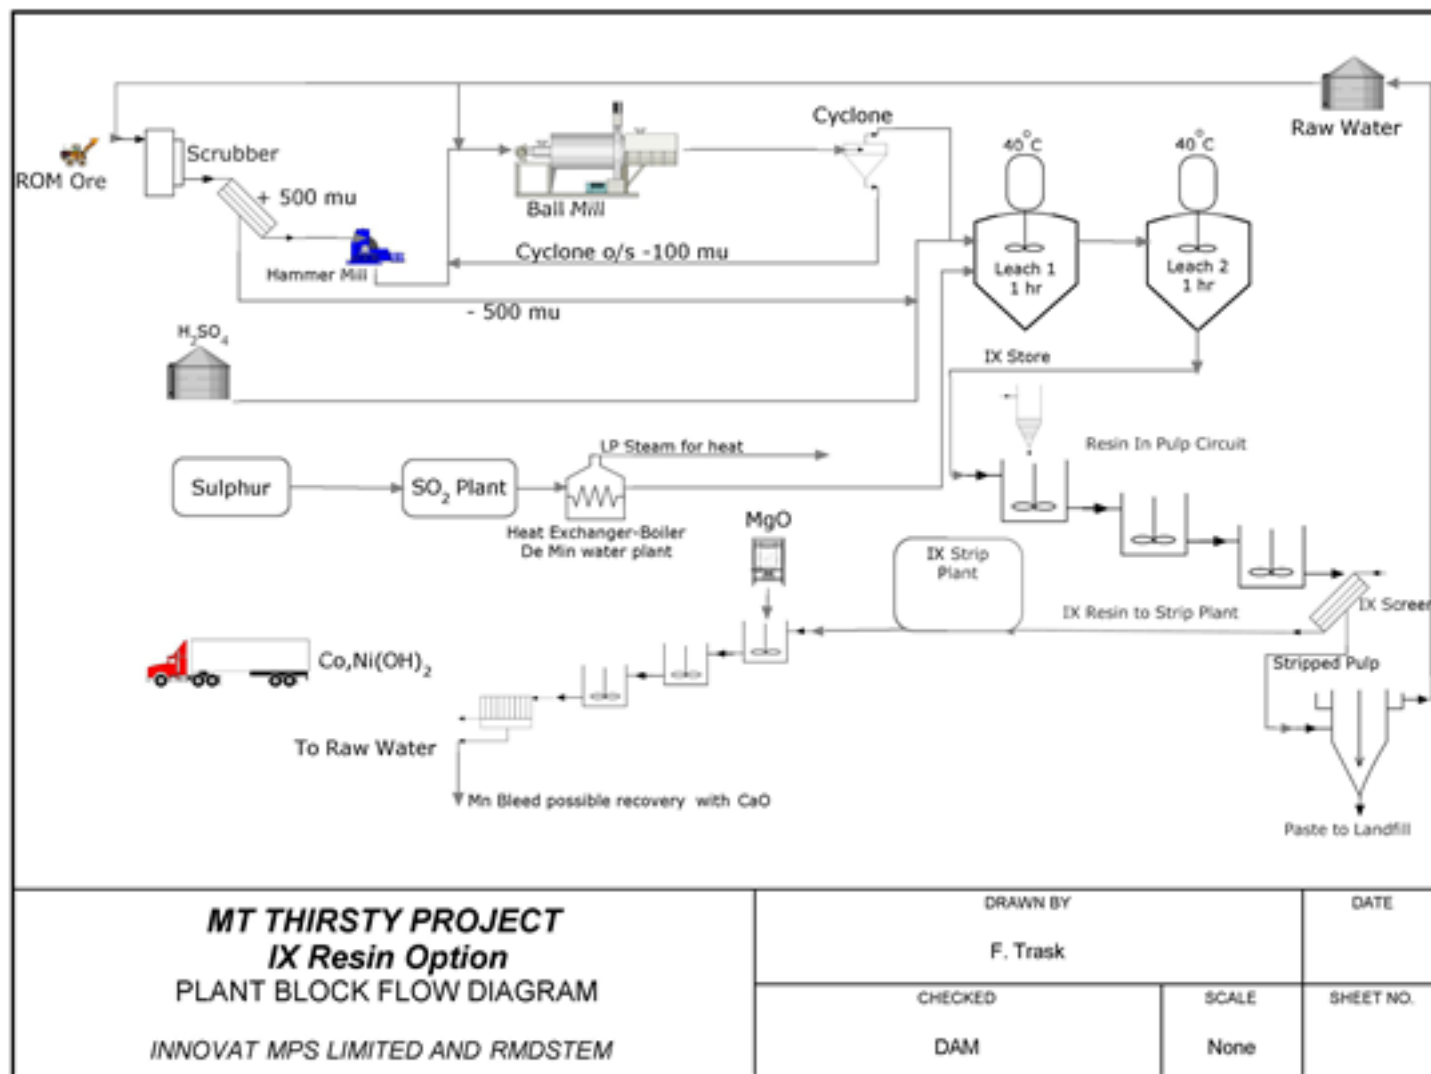 Raw Water
Cyclone
40°C
40°C
ROM Ore
Scrubber
+ 500 mu
Ball Mill
Hammer Mill
Cyclone o/s -100 mu
Leach 1
1 hr
Leach 2
1 hr
- 500 mu
H2SO4
IX Store
LP Steam for heat
Resin In Pulp Circuit
Sulphur
SO2 Plant
Heat Exchanger-Boiler
De Min water plant
MgO
IX Strip
Plant
IX Resin to Strip Plant
IX Screen
Co,Ni(OH)2
Stripped Pulp
To Raw Water
Mn Bleed possible recovery with CaO
Paste to Landfill
MT THIRSTY PROJECT
IX Resin Option
PLANT BLOCK FLOW DIAGRAM
INNOVAT MPS LIMITED AND RMDSTEM
DRAWN BY
F. Trask
DATE
CHECKED
DAM
SCALE
None
SHEET NO.